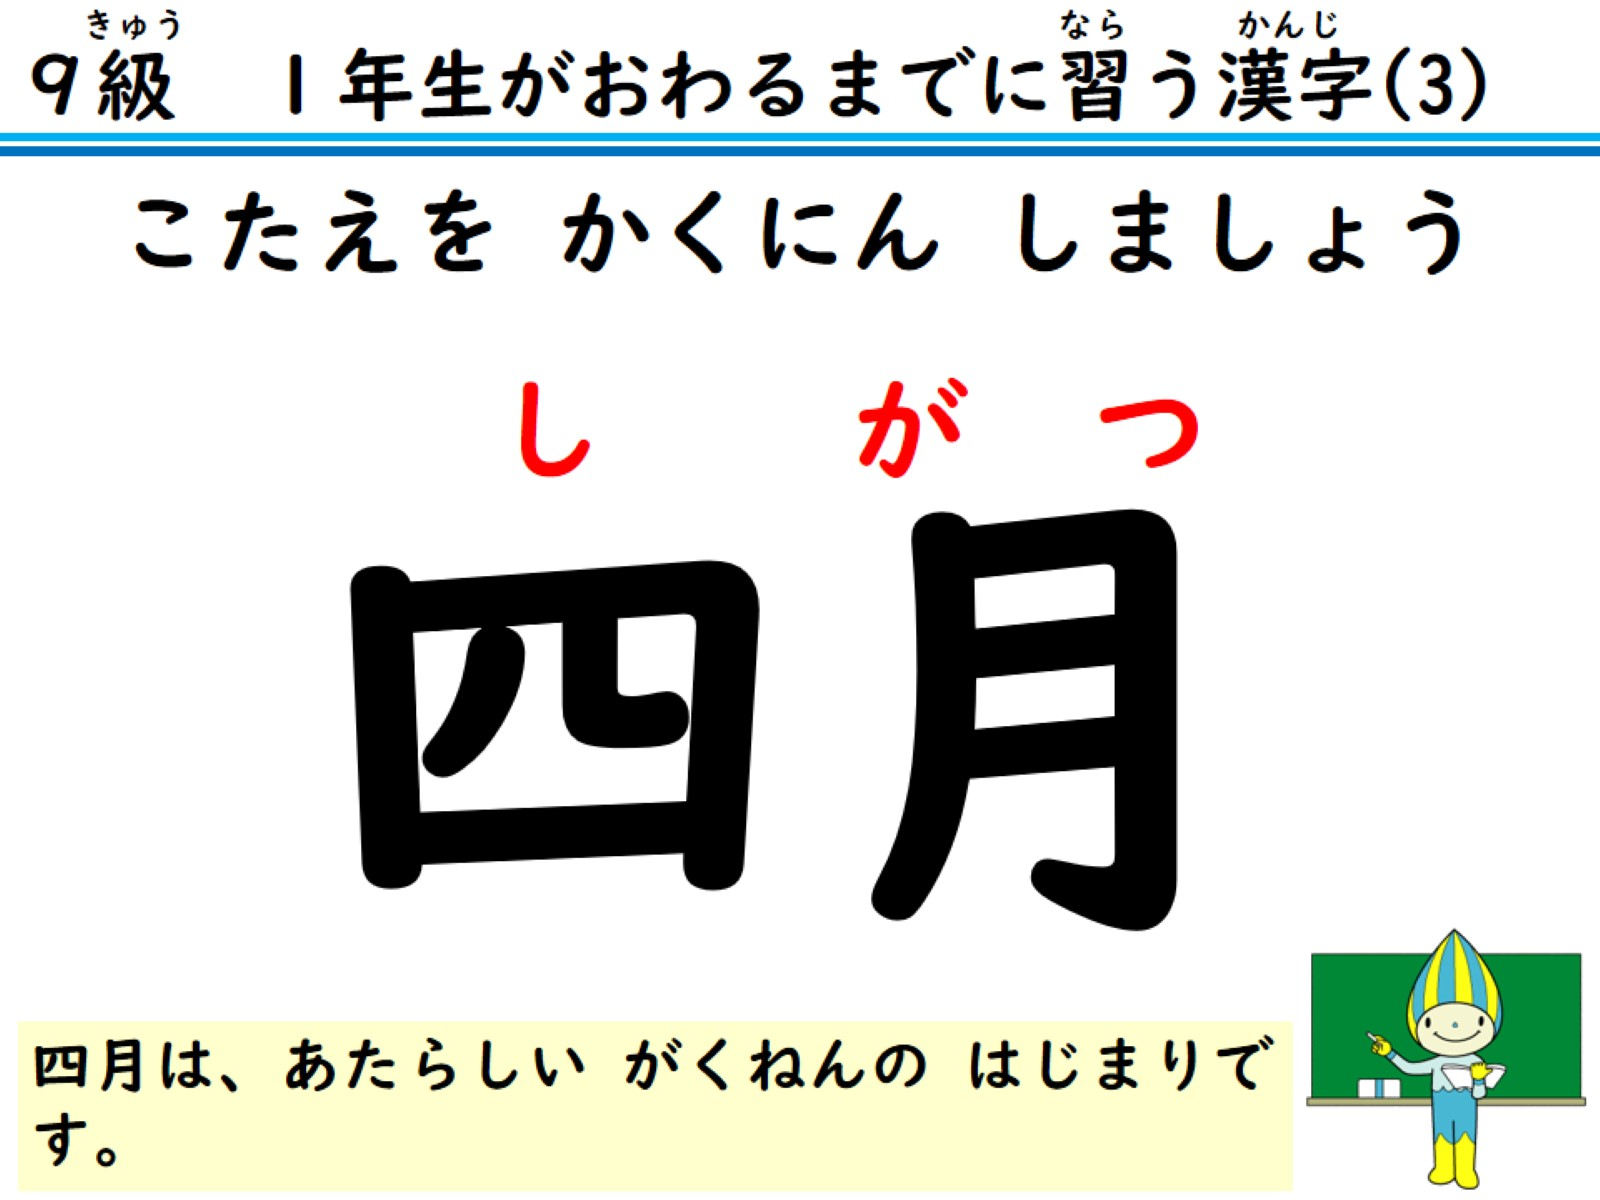 きゅう なら かんじ
9級 1年生がおわるまでに習う漢字(3)
こたえを かくにん しましょう
し が つ
四月
四月は、あたらしい がくねんの はじまりで
す。